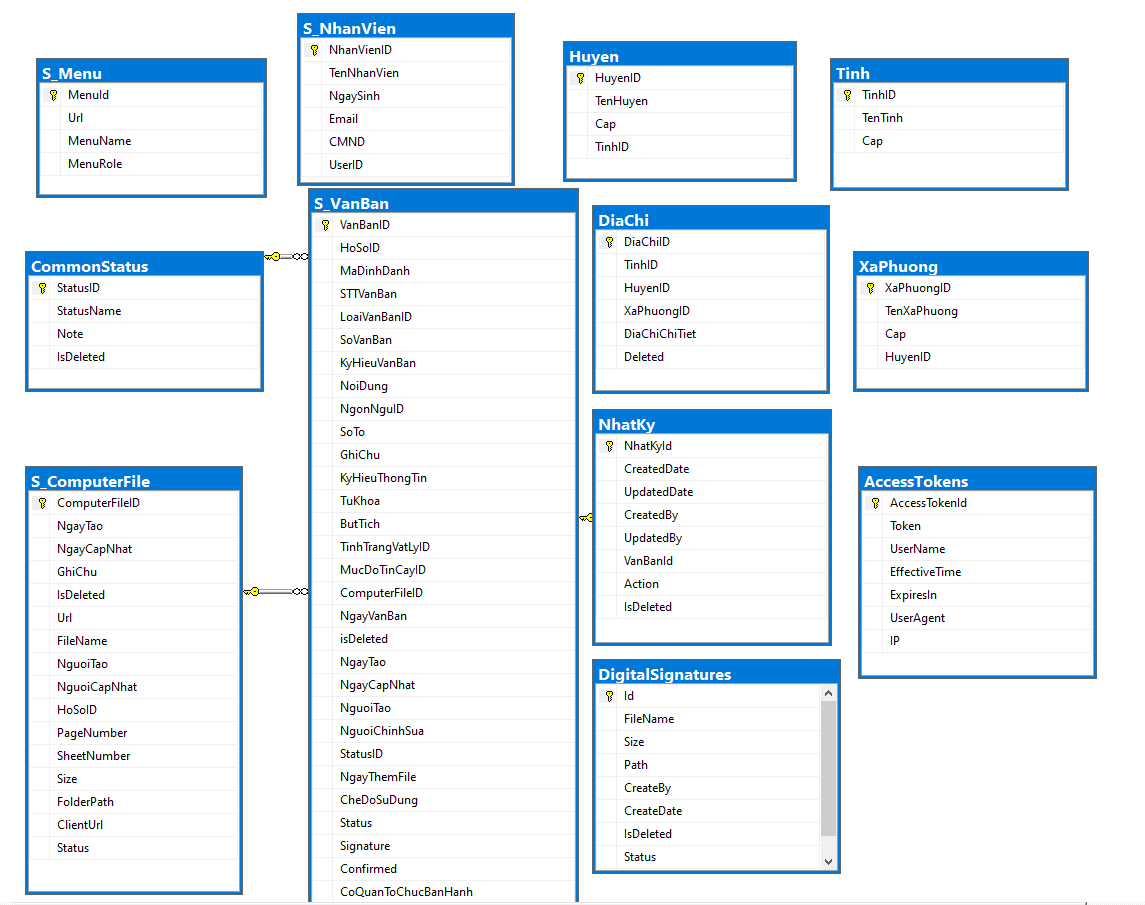 S_Menu
MenuId
Url
MenuName
MenuRole
S_NhanVien
NhanVienID
TenNhanVien
NgaySinh
Email
CMND
UserID
Huyen
HuyenID
TenHuyen
Cap
TinhID
Tinh
TinhID
TenTinh
Cap
CommonStatus
StatusID
StatusName
Note
IsDeleted
S_VanBan
VanBanID
HoSoID
MaDinhDanh
STTVanBan
LoaiVanBanID
SoVanBan
KyHieuVanBan
NoiDung
NgonNguID
SoTo
GhiChu
KyHieuThongTin
TuKhoa
ButTich
TinhTrangVatLyID
MucDoTinCayID
ComputerFileID
NgayVanBan
isDeleted
NgayTao
NgayCapNhat
NguoiTao
NguoiChinhSua
StatusID
NgayThemFile
CheDoSuDung
Status
Signature
Confirmed
CoQuanToChucBanHanh
DiaChi
DiaChiID
TinhID
HuyenID
XaPhuongID
DiaChiChiTiet
Deleted
XaPhuong
XaPhuongID
TenXaPhuong
Cap
HuyenID
S_ComputerFile
ComputerFileID
NgayTao
NgayCapNhat
GhiChu
IsDeleted
Url
FileName
NguoiTao
NguoiCapNhat
HoSoID
PageNumber
SheetNumber
Size
FolderPath
ClientUrl
Status
NhatKy
NhatKyId
CreatedDate
UpdatedDate
CreatedBy
UpdatedBy
VanBanId
Action
IsDeleted
AccessTokens
AccessTokenId
Token
UserName
EffectiveTime
ExpiresIn
UserAgent
IP
DigitalSignatures
Id
FileName
Size
Path
CreateBy
CreateDate
IsDeleted
Status